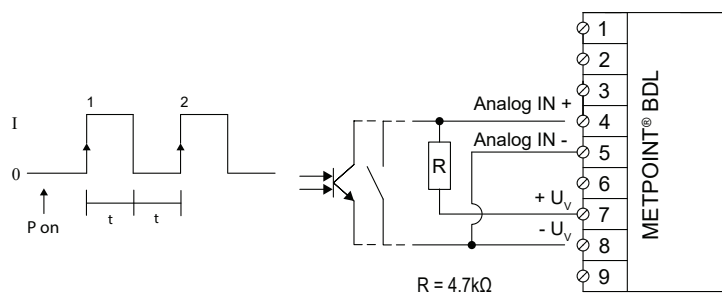 1
2
I
0
t
t
P on
Analog IN +
Analog IN -
R
+ Uv
- Uv
R = 4.7kΩ
1
2
3
4
5
6
7
8
9
METPOINT® BDL